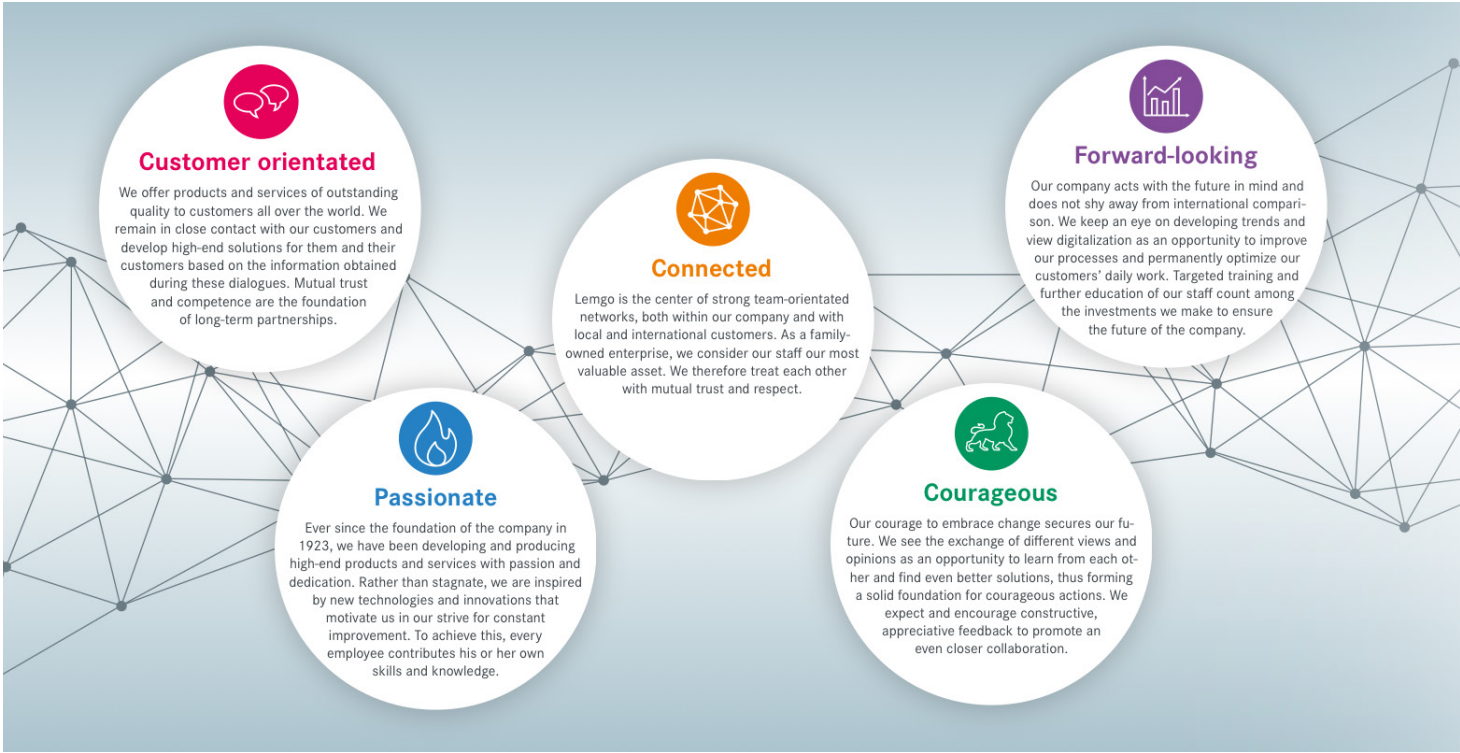 Customer orientated
We offer products and services of outstanding
quality to customers all over the world. We
remain in close contact with our customers and
develop high-end solutions for them and their
customers based on the information obtained
during these dialogues. Mutual trust
and competence are the foundation
of long-term partnerships.
Passionate
Ever since the foundation of the company in
1923, we have been developing and producing
high-end products and services with passion and
dedication. Rather than stagnate, we are inspired
by new technologies and innovations that
motivate us in our strive for constant
improvement. To achieve this, every
employee contributes his or her own
skills and knowledge.
Connected
Lemgo is the center of strong team-orientated
networks, both within our company and with
local and international customers. As a family-
owned enterprise, we consider our staff our most
valuable asset. We therefore treat each other
with mutual trust and respect.
Courageous
Our courage to embrace change secures our fu-
ture. We see the exchange of different views and
opinions as an opportunity to learn from each ot-
her and find even better solutions, thus forming
a solid foundation for courageous actions. We
expect and encourage constructive,
appreciative feedback to promote an
even closer collaboration.
Forward-looking
Our company acts with the future in mind and
does not shy away from international compari-
son. We keep an eye on developing trends and
view digitalization as an opportunity to improve
our processes and permanently optimize our
customers' daily work. Targeted training and
further education of our staff count among
the investments we make to ensure
the future of the company.